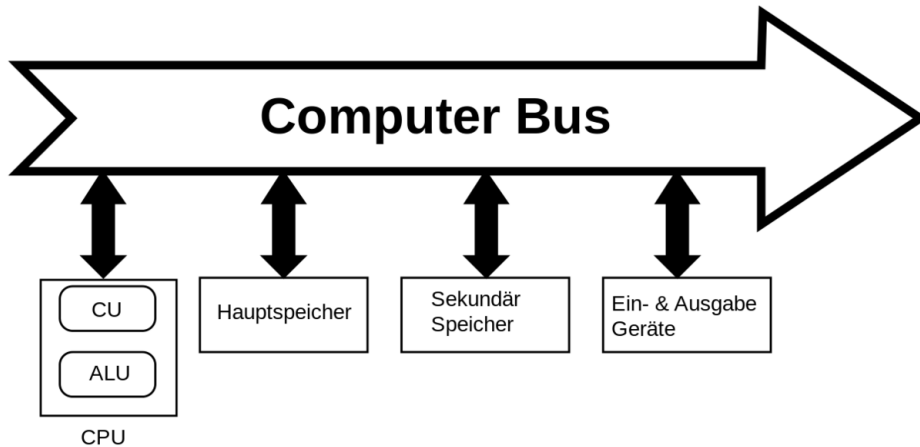 Computer Bus
CU
ALU
CPU
Hauptspeicher
Sekundär
Speicher
Ein- & Ausgabe
Geräte